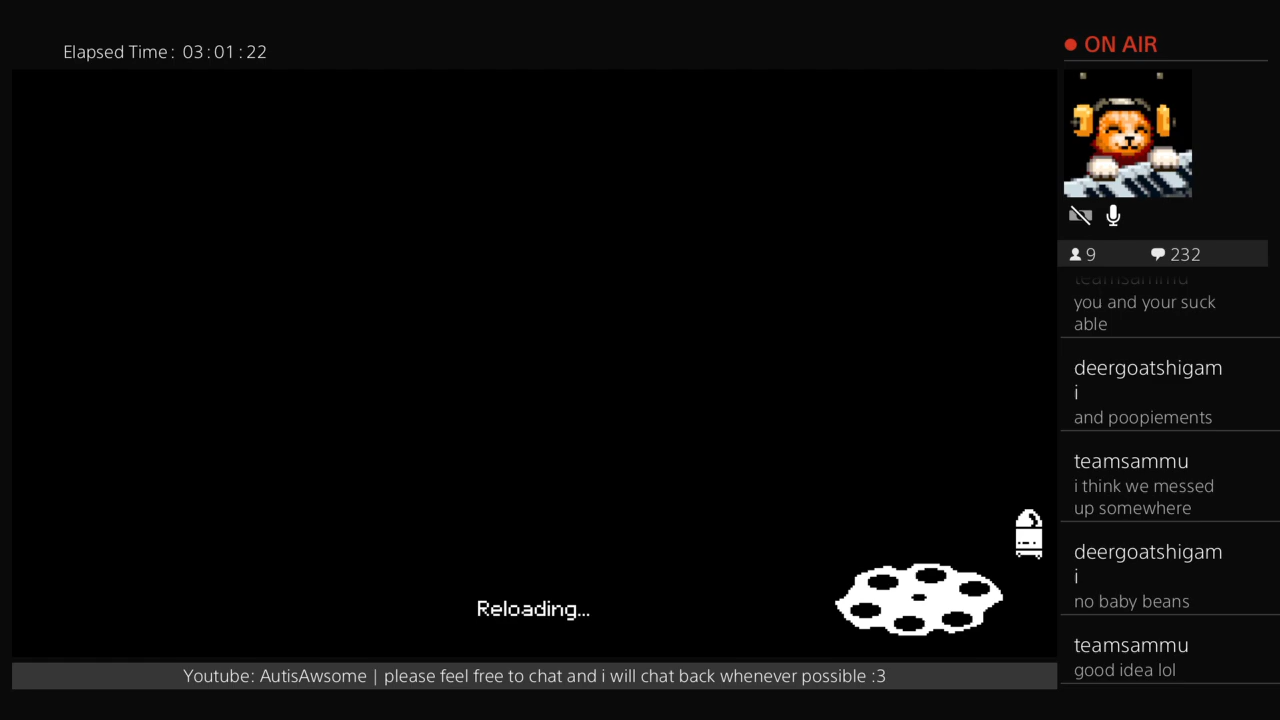 Elapsed Time: 03:01:22
ON AIR
9 232
teamsammu
you and your suck
able
deergoatshigam
i
and poopiements
teamsammu
i think we messed
up somewhere
deergoatshigam
i
no baby beans
teamsammu
good idea lol
Reloading...
Youtube: AutisAwsome | please feel free to chat and i will chat back whenever possible :3